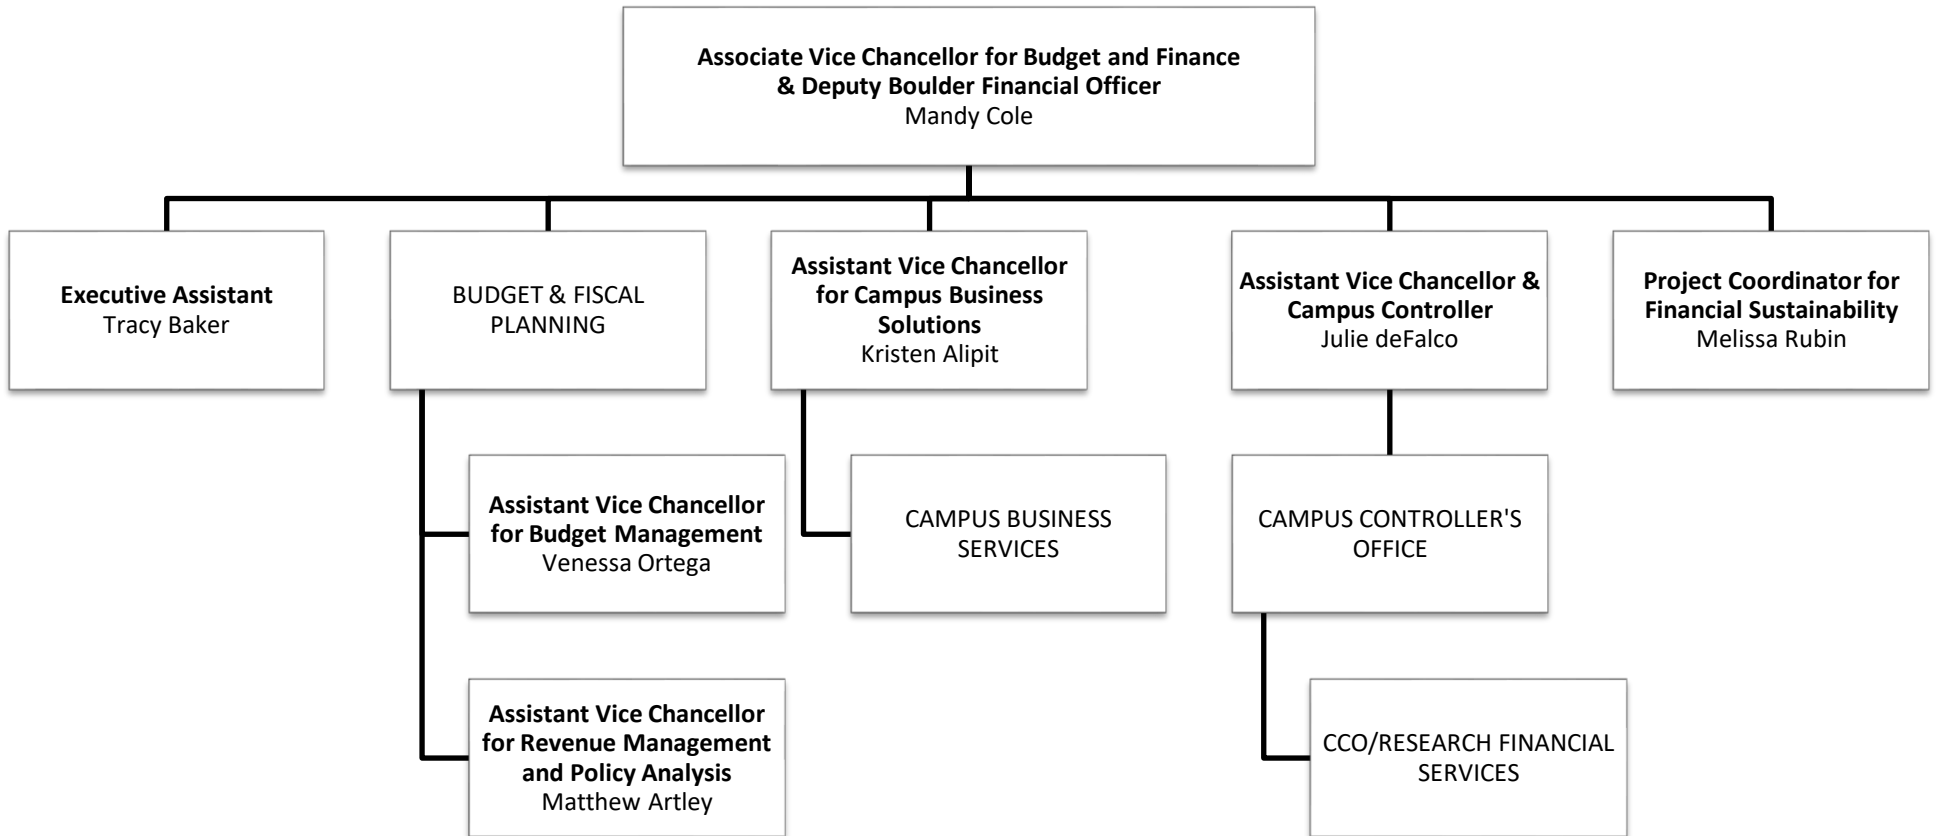 Associate Vice Chancellor for Budget and Finance
& Deputy Boulder Financial Officer
Mandy Cole
Executive Assistant
Tracy Baker
BUDGET & FISCAL
PLANNING
Assistant Vice Chancellor
for Campus Business
Solutions
Kristen Alipit
Assistant Vice Chancellor &
Campus Controller
Julie deFalco
Project Coordinator for
Financial Sustainability
Melissa Rubin
Assistant Vice Chancellor
for Budget Management
Venessa Ortega
CAMPUS BUSINESS
SERVICES
CAMPUS CONTROLLER'S
OFFICE
Assistant Vice Chancellor
for Revenue Management
and Policy Analysis
Matthew Artley
CCO/RESEARCH FINANCIAL
SERVICES